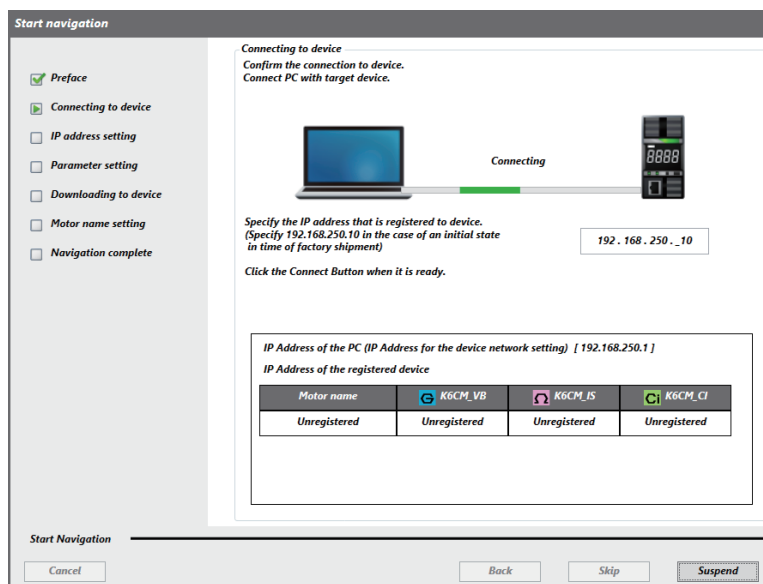 Start navigation
Preface
Connecting to device
IP address setting
Parameter setting
Downloading to device
Motor name setting
Navigation complete
Connecting to device
Confirm the connection to device.
Connect PC with target device.
Connecting
8888
Specify the IP address that is registered to device.
(Specify 192.168.250.10 in the case of an initial state
in time of factory shipment)
192 . 168 . 250 . _10
Click the Connect Button when it is ready.
IP Address of the PC (IP Address for the device network setting) [ 192.168.250.1 ]
IP Address of the registered device
Motor name G K6CM_VB Ω K6CM_IS Ci K6CM_CI
Unregistered Unregistered Unregistered Unregistered
Start Navigation
Cancel Back Skip Suspend